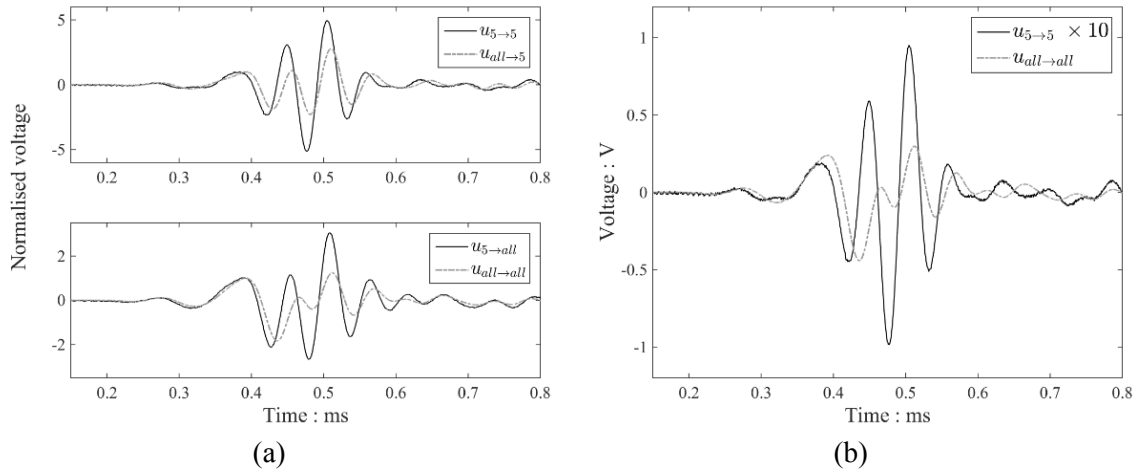 Normalised voltage
5
0
-5
u5→5
uall→5
0.2 0.3 0.4 0.5 0.6 0.7 0.8
2
0
-2
u5→all
uall→all
0.2 0.3 0.4 0.5 0.6 0.7 0.8
Time : ms
(a)
Voltage : V
1
0.5
0
-0.5
-1
u5→5 × 10
uall→all
0.2 0.3 0.4 0.5 0.6 0.7 0.8
Time : ms
(b)